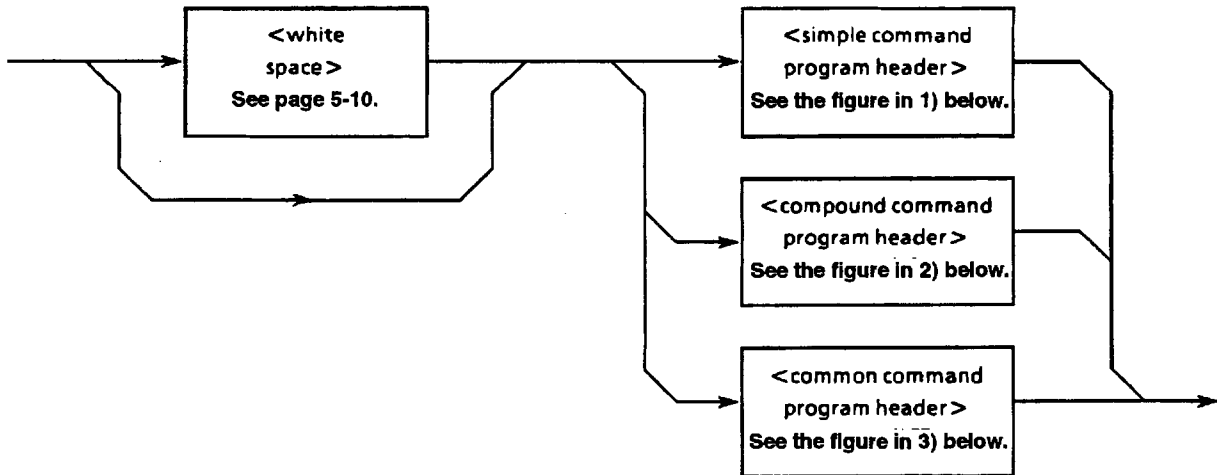 <white
space>
See page 5-10.
<simple command
program header>
See the figure in 1) below.
<compound command
program header>
See the figure in 2) below.
<common command
program header>
See the figure in 3) below.